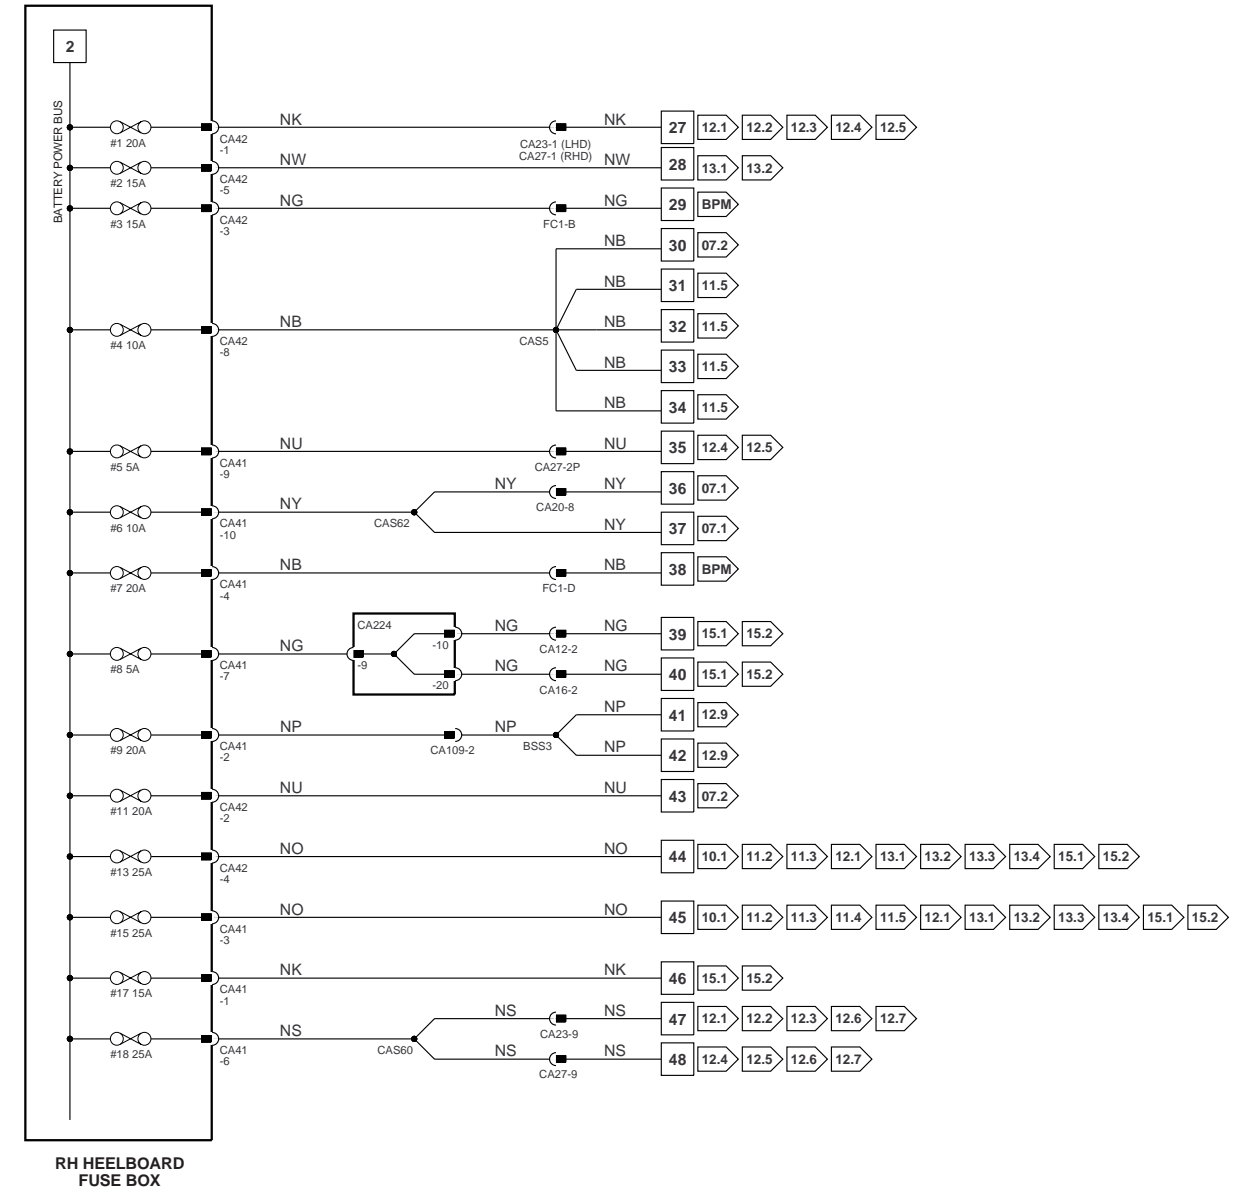 2
BATTERY POWER BUS
#1 20A
CA42
-1
NK
CA23-1 (LHD)
CA27-1 (RHD)
NK
27 12.1 12.2 12.3 12.4 12.5
#2 15A
CA42
-5
NW
NW
28 13.1 13.2
#3 15A
CA42
-3
NG
FC1-B
NG
29 BPM
NB
30 07.2
NB
31 11.5
#4 10A
CA42
-8
NB
CAS5
NB
32 11.5
NB
33 11.5
NB
34 11.5
#5 5A
CA41
-9
NU
CA27-2P
NU
35 12.4 12.5
#6 10A
CA41
-10
NY
CAS62
NY
CA20-8
NY
36 07.1
NY
37 07.1
#7 20A
CA41
-4
NB
FC1-D
NB
38 BPM
#8 5A
CA41
-7
NG
CA224
-9
-10
-20
NG
CA12-2
NG
39 15.1 15.2
NG
CA16-2
NG
40 15.1 15.2
#9 20A
CA41
-2
NP
CA109-2
NP
BSS3
NP
41 12.9
NP
42 12.9
#11 20A
CA42
-2
NU
NU
43 07.2
#13 25A
CA42
-4
NO
NO
44 10.1 11.2 11.3 12.1 13.1 13.2 13.3 13.4 15.1 15.2
#15 25A
CA41
-3
NO
NO
45 10.1 11.2 11.3 11.4 11.5 12.1 13.1 13.2 13.3 13.4 15.1 15.2
#17 15A
CA41
-1
NK
NK
46 15.1 15.2
#18 25A
CA41
-6
NS
CAS60
NS
CA23-9
NS
47 12.1 12.2 12.3 12.6 12.7
NS
CA27-9
NS
48 12.4 12.5 12.6 12.7
RH HEELBOARD
FUSE BOX